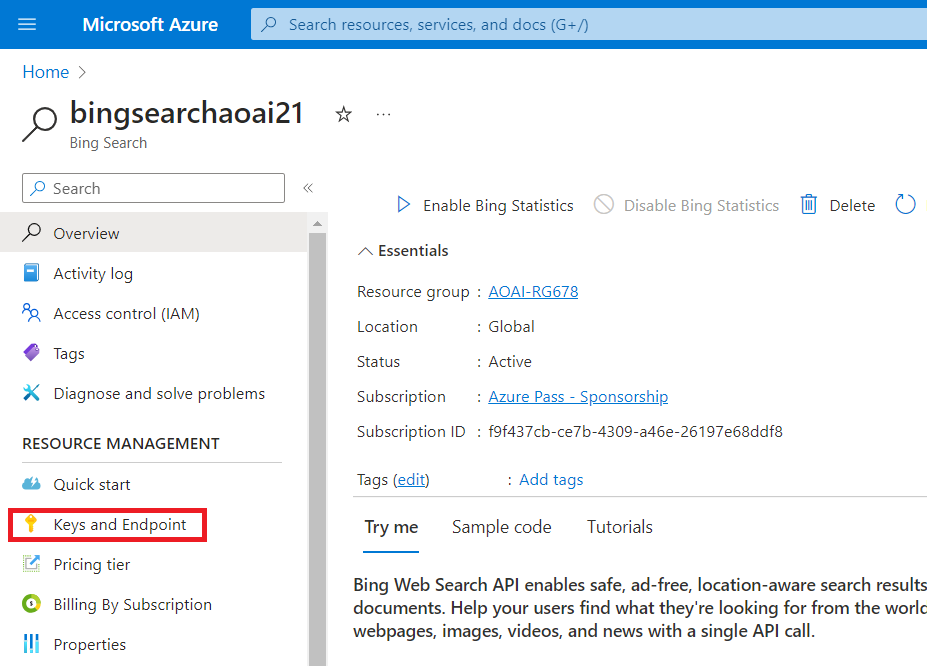 Microsoft Azure
Search resources, services, and docs (G+/)
Home
bingsearchaoai21
Bing Search
Search
Overview
Activity log
Access control (IAM)
Tags
Diagnose and solve problems
RESOURCE MANAGEMENT
Quick start
Keys and Endpoint
Pricing tier
Billing By Subscription
Properties
Enable Bing Statistics Disable Bing Statistics Delete
Essentials
Resource group : AOAI-RG678
Location : Global
Status : Active
Subscription : Azure Pass - Sponsorship
Subscription ID : f9f437cb-ce7b-4309-a46e-26197e68ddf8
Tags (edit) : Add tags
Try me Sample code Tutorials
Bing Web Search API enables safe, ad-free, location-aware search results
documents. Help your users find what they're looking for from the world
webpages, images, videos, and news with a single API call.